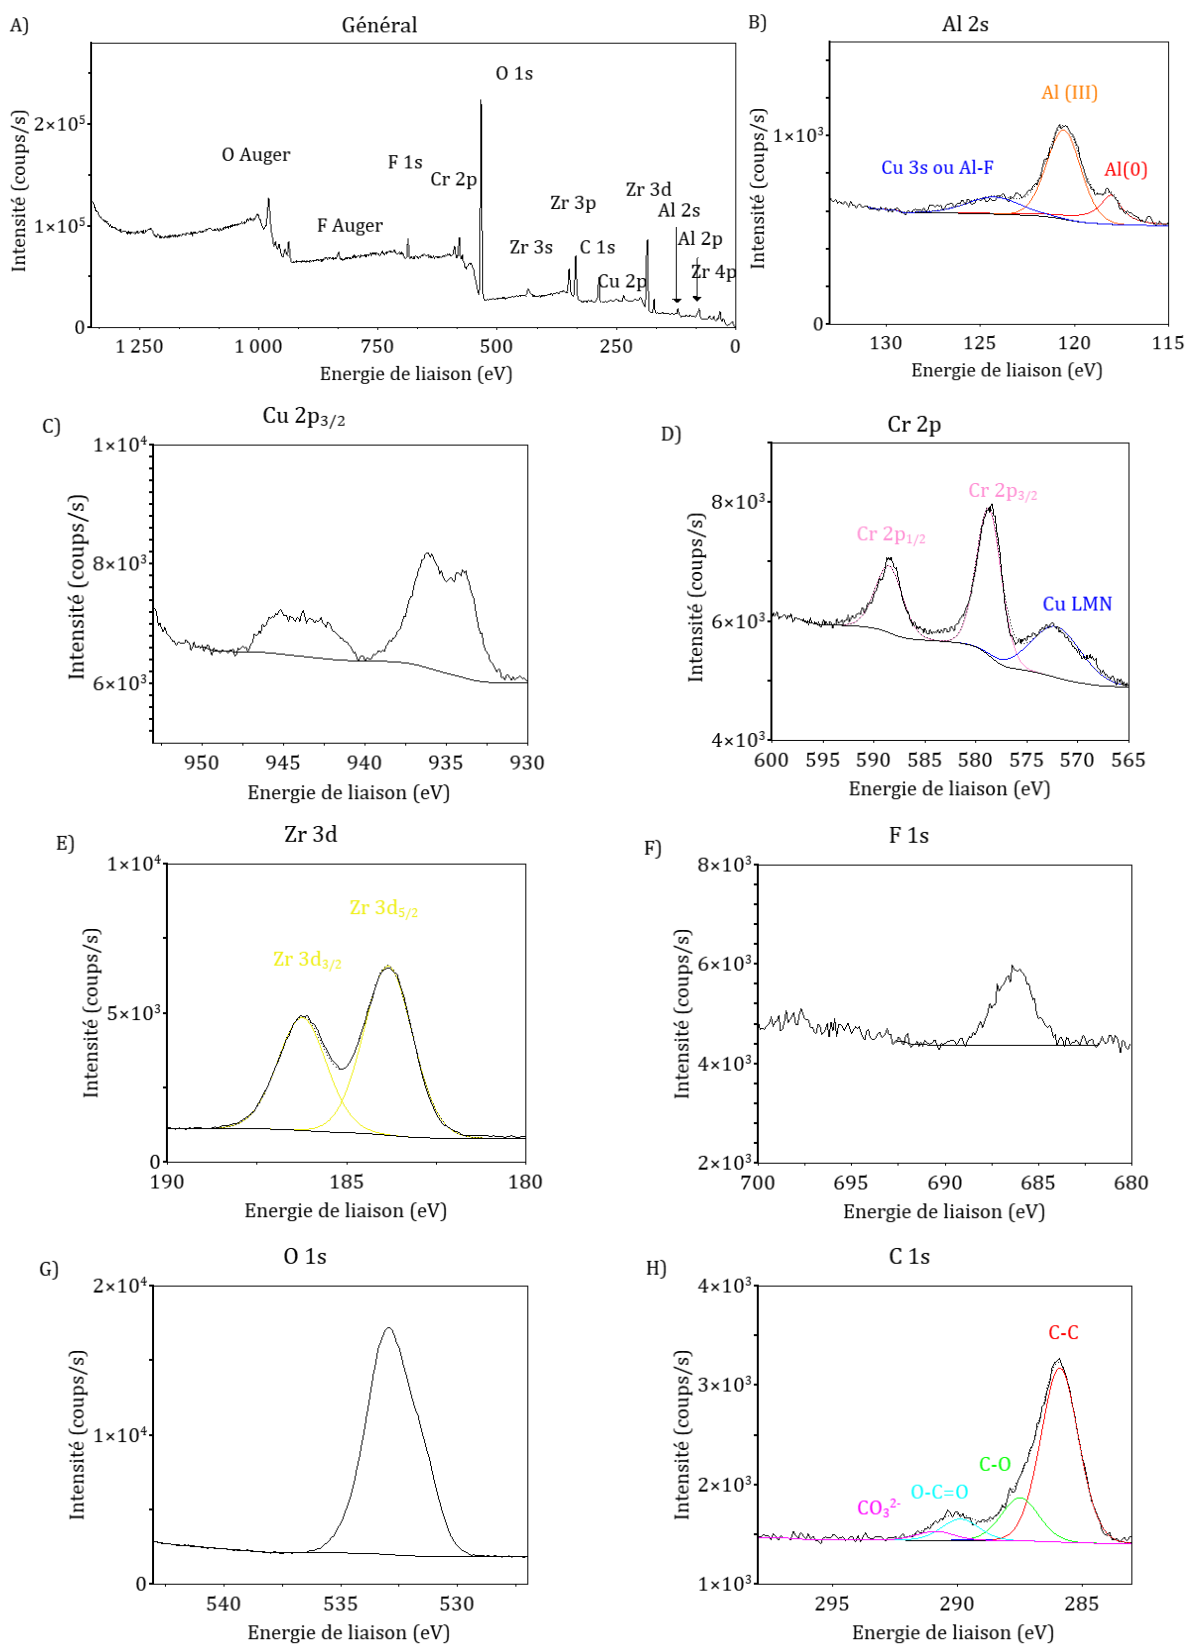 A)
Général
Intensité (coups/s)
2×10⁵
1×10⁵
0
O 1s
O Auger
F 1s
Cr 2p
Zr 3d
Zr 3p
Al 2s
F Auger
Zr 3s
C 1s
Al 2p
Cu 2p
Zr 4p
1 250
1 000
750
500
250
0
Energie de liaison (eV)
B)
Al 2s
Intensité (coups/s)
1×10³
0
Al (III)
Cu 3s ou Al-F
Al(0)
130
125
120
115
Energie de liaison (eV)
C)
Cu 2p₃/₂
Intensité (coups/s)
1×10⁴
8×10³
6×10³
950
945
940
935
930
Energie de liaison (eV)
D)
Cr 2p
Intensité (coups/s)
8×10³
6×10³
4×10³
Cr 2p₃/₂
Cr 2p₁/₂
Cu LMN
600
595
590
585
580
575
570
565
Energie de liaison (eV)
E)
Zr 3d
Intensité (coups/s)
1×10⁴
5×10³
0
Zr 3d₅/₂
Zr 3d₃/₂
190
185
180
Energie de liaison (eV)
F)
F 1s
Intensité (coups/s)
8×10³
6×10³
4×10³
2×10³
700
695
690
685
680
Energie de liaison (eV)
G)
O 1s
Intensité (coups/s)
2×10⁴
1×10⁴
0
540
535
530
Energie de liaison (eV)
H)
C 1s
Intensité (coups/s)
4×10³
3×10³
2×10³
1×10³
C-C
C-O
O-C=O
CO₃²⁻
295
290
285
Energie de liaison (eV)